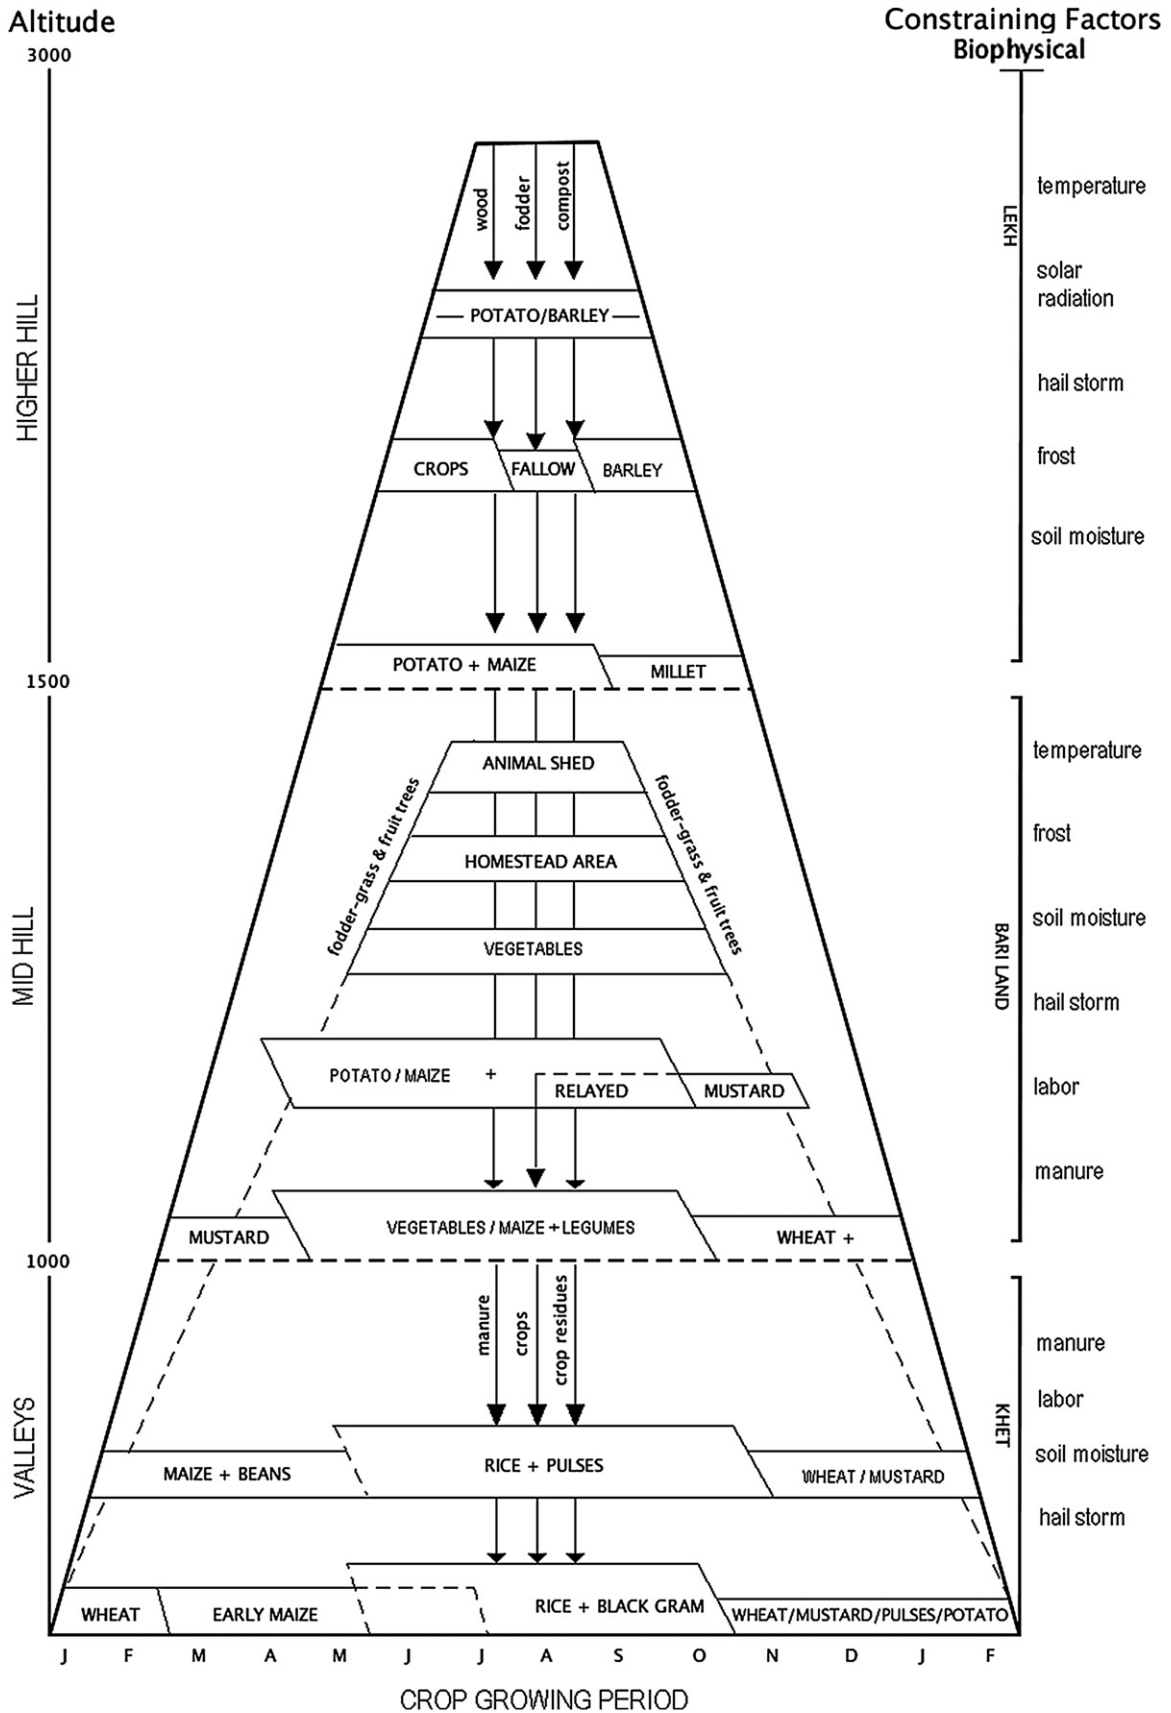 Altitude
Constraining Factors
Biophysical
3000
HIGHER HILL
wood
fodder
compost
— POTATO/BARLEY —
CROPS
FALLOW
BARLEY
POTATO + MAIZE
MILLET
LEKH
temperature
solar
radiation
hail storm
frost
soil moisture
1500
MID HILL
ANIMAL SHED
HOMESTEAD AREA
VEGETABLES
fodder-grass & fruit trees
fodder-grass & fruit trees
POTATO / MAIZE +
RELAYED
MUSTARD
MUSTARD
VEGETABLES / MAIZE + LEGUMES
WHEAT +
BARI LAND
temperature
frost
soil moisture
hail storm
labor
manure
1000
VALLEYS
manure
crops
crop residues
MAIZE + BEANS
RICE + PULSES
WHEAT / MUSTARD
WHEAT
EARLY MAIZE
RICE + BLACK GRAM
WHEAT/MUSTARD/PULSES/POTATO
KHET
manure
labor
soil moisture
hail storm
J F M A M J J A S O N D J F
CROP GROWING PERIOD